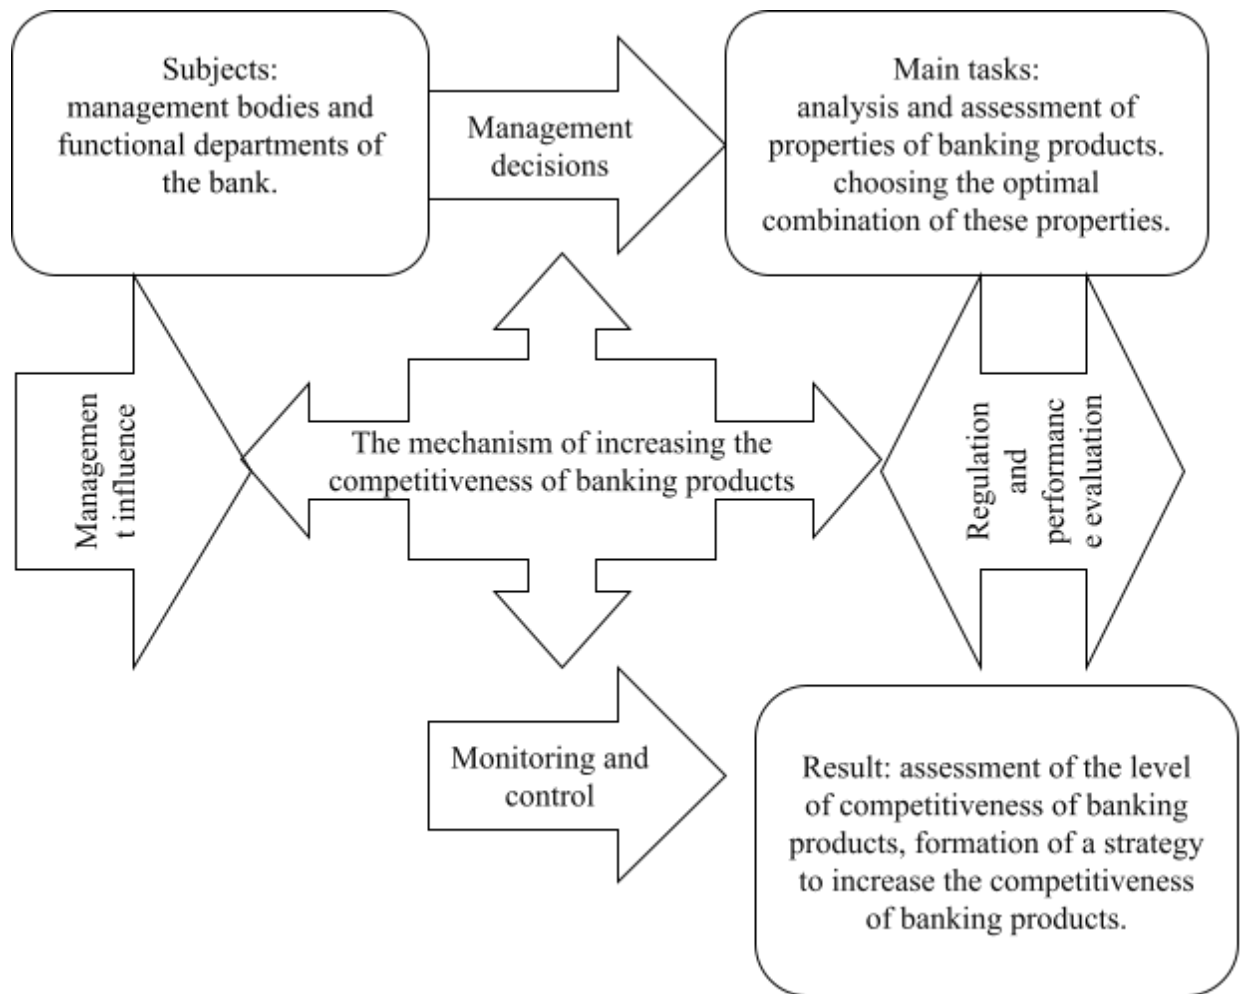 Subjects:
management bodies and
functional departments of
the bank.
Management
decisions
Main tasks:
analysis and assessment of
properties of banking products.
choosing the optimal
combination of these properties.
Managemen
t influence
The mechanism of increasing the
competitiveness of banking products
Regulation
and
performanc
e evaluation
Monitoring and
control
Result: assessment of the level
of competitiveness of banking
products, formation of a strategy
to increase the competitiveness
of banking products.